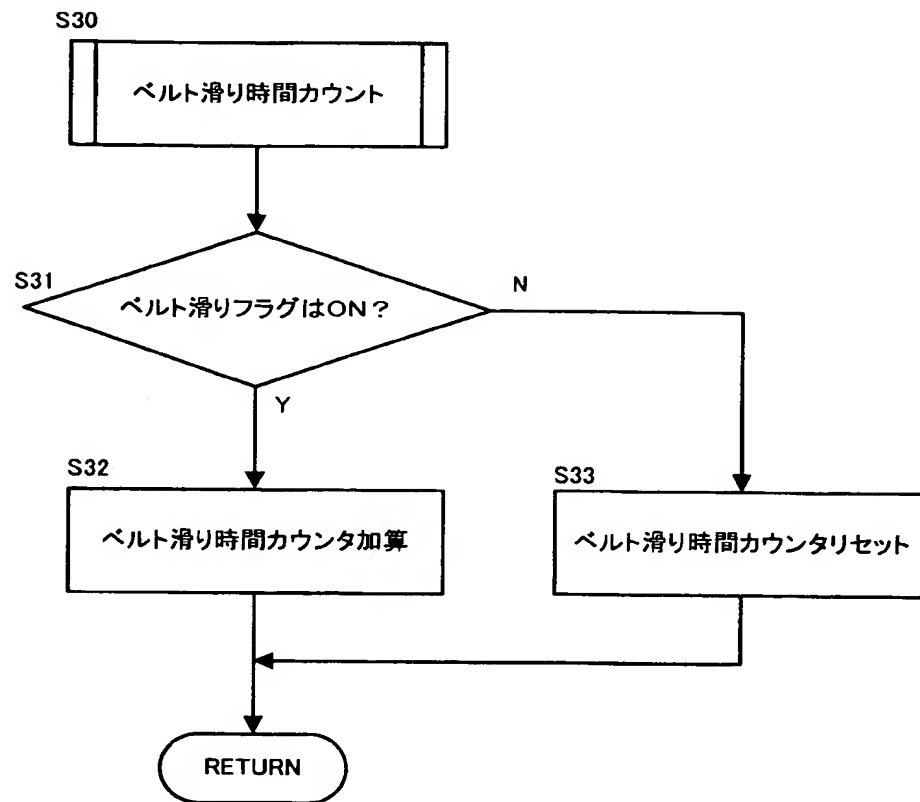 S30
ベルト滑り時間カウント
S31
ベルト滑りフラグはON？
N
Y
S32
ベルト滑り時間カウンタ加算
S33
ベルト滑り時間カウンタリセット
RETURN